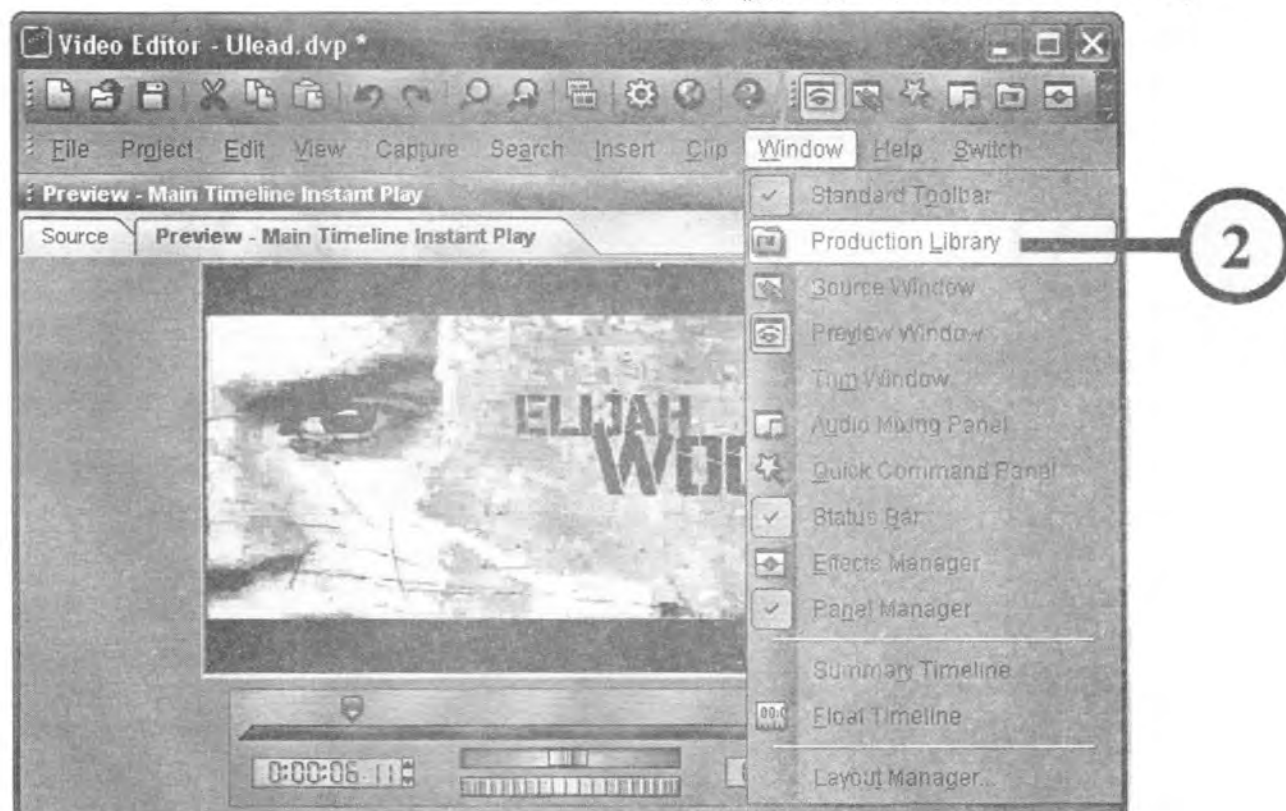 Video Editor - Ulead.dvp *
File Project Edit View Capture Search Insert Clip Window Help Switch
Preview - Main Timeline Instant Play
Source Preview - Main Timeline Instant Play
Standard Toolbar
Production Library
2
Source Window
Preview Window
Trim Window
Audio Mixing Panel
Quick Command Panel
Status Bar
Effects Manager
Panel Manager
Summary Timeline
Float Timeline
Layout Manager...
ELIJAH
0:00:06.11